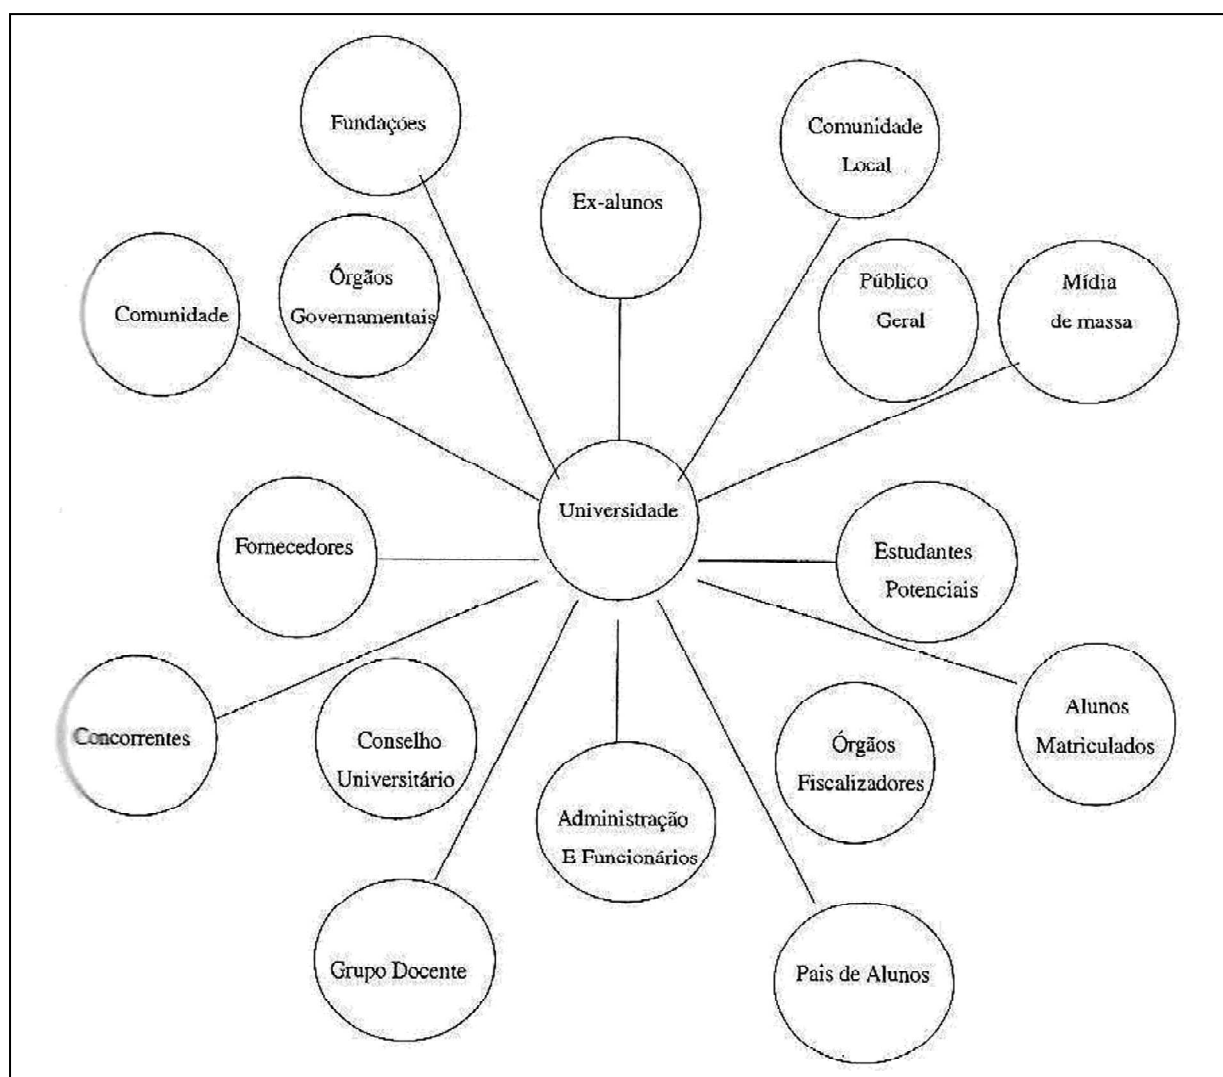 Fundações
Comunidade
Local
Ex-alunos
Órgãos
Governamentais
Público
Geral
Mídia
de massa
Comunidade
Universidade
Fornecedores
Estudantes
Potenciais
Concorrentes
Conselho
Universitário
Alunos
Matriculados
Órgãos
Fiscalizadores
Administração
E Funcionários
Grupo Docente
Pais de Alunos